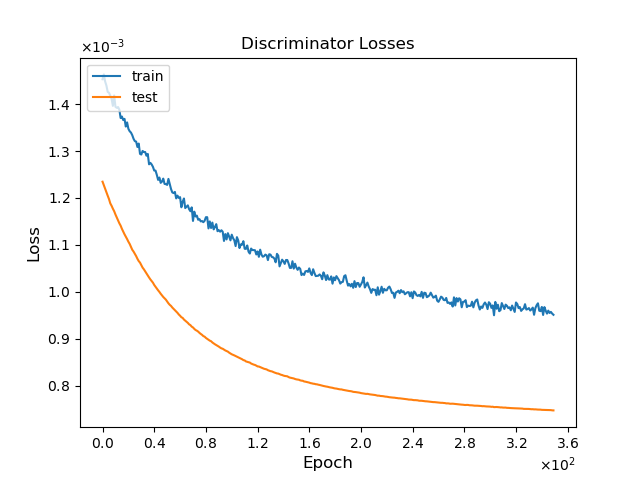 Discriminator Losses
×10⁻³
train
test
1.4
1.3
1.2
1.1
1.0
0.9
0.8
Loss
0.0 0.4 0.8 1.2 1.6 2.0 2.4 2.8 3.2 3.6
Epoch
×10²